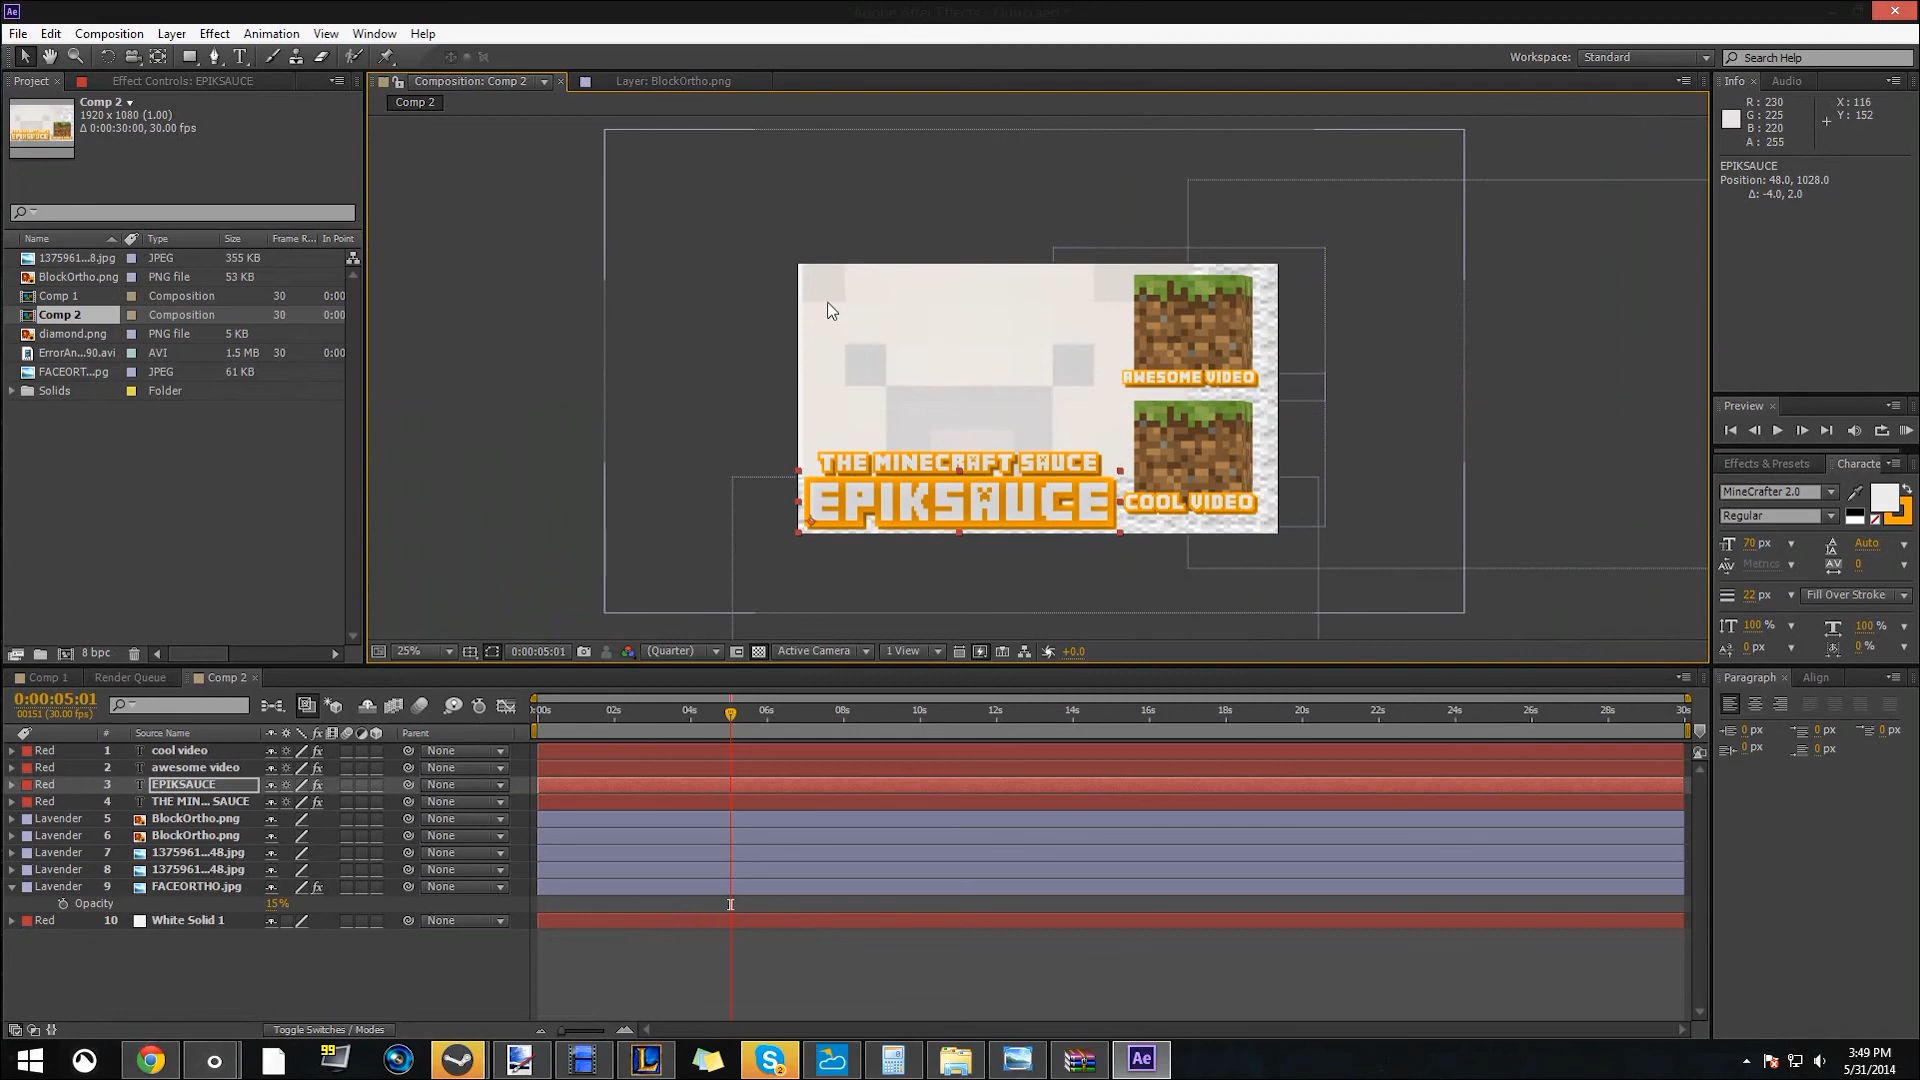 Ae
File Edit Composition Layer Effect Animation View Window Help
Workspace: Standard Search Help
Project × Effect Controls: EPIKSAUCE
Composition: Comp 2 × Layer: BlockOrtho.png
Info × Audio
Comp 2
1920 x 1080 (1.00)
Δ 0:00:30:00, 30.00 fps
Comp 2
R : 230
G : 225
B : 220
A : 255
X : 116
Y : 152
EPIKSAUCE
Position: 48.0, 1028.0
Δ: -4.0, 2.0
Name Type Size Frame R... In Point
1375961...8.jpg JPEG 355 KB
BlockOrtho.png PNG file 53 KB
Comp 1 Composition 30 0:00
Comp 2 Composition 30 0:00
diamond.png PNG file 5 KB
ErrorAn...90.avi AVI 1.5 MB 30 0:00
FACEORT...pg JPEG 61 KB
Solids Folder
AWESOME VIDEO
THE MINECRAFT SAUCE
EPIKSAUCE
COOL VIDEO
Preview ×
Effects & Presets Characte
MineCrafter 2.0
Regular
70 px Auto
Metrics 0
22 px Fill Over Stroke
100 % 100 %
0 px 0 %
8 bpc
25% 0:00:05:01 (Quarter) Active Camera 1 View +0.0
Comp 1 Render Queue Comp 2 ×
Paragraph × Align
0 px 0 px 0 px
0 px 0 px
0:00:05:01
00151 (30.00 fps)
:00s 02s 04s 06s 08s 10s 12s 14s 16s 18s 20s 22s 24s 26s 28s 30s
# Source Name fx Parent
Red 1 T cool video fx None
Red 2 T awesome video fx None
Red 3 T EPIKSAUCE fx None
Red 4 T THE MIN... SAUCE fx None
Lavender 5 BlockOrtho.png None
Lavender 6 BlockOrtho.png None
Lavender 7 1375961...48.jpg None
Lavender 8 1375961...48.jpg None
Lavender 9 FACEORTHO.jpg fx None
Opacity 15%
Red 10 White Solid 1 None
Toggle Switches / Modes
99
L
S 2
Ae
3:49 PM
5/31/2014